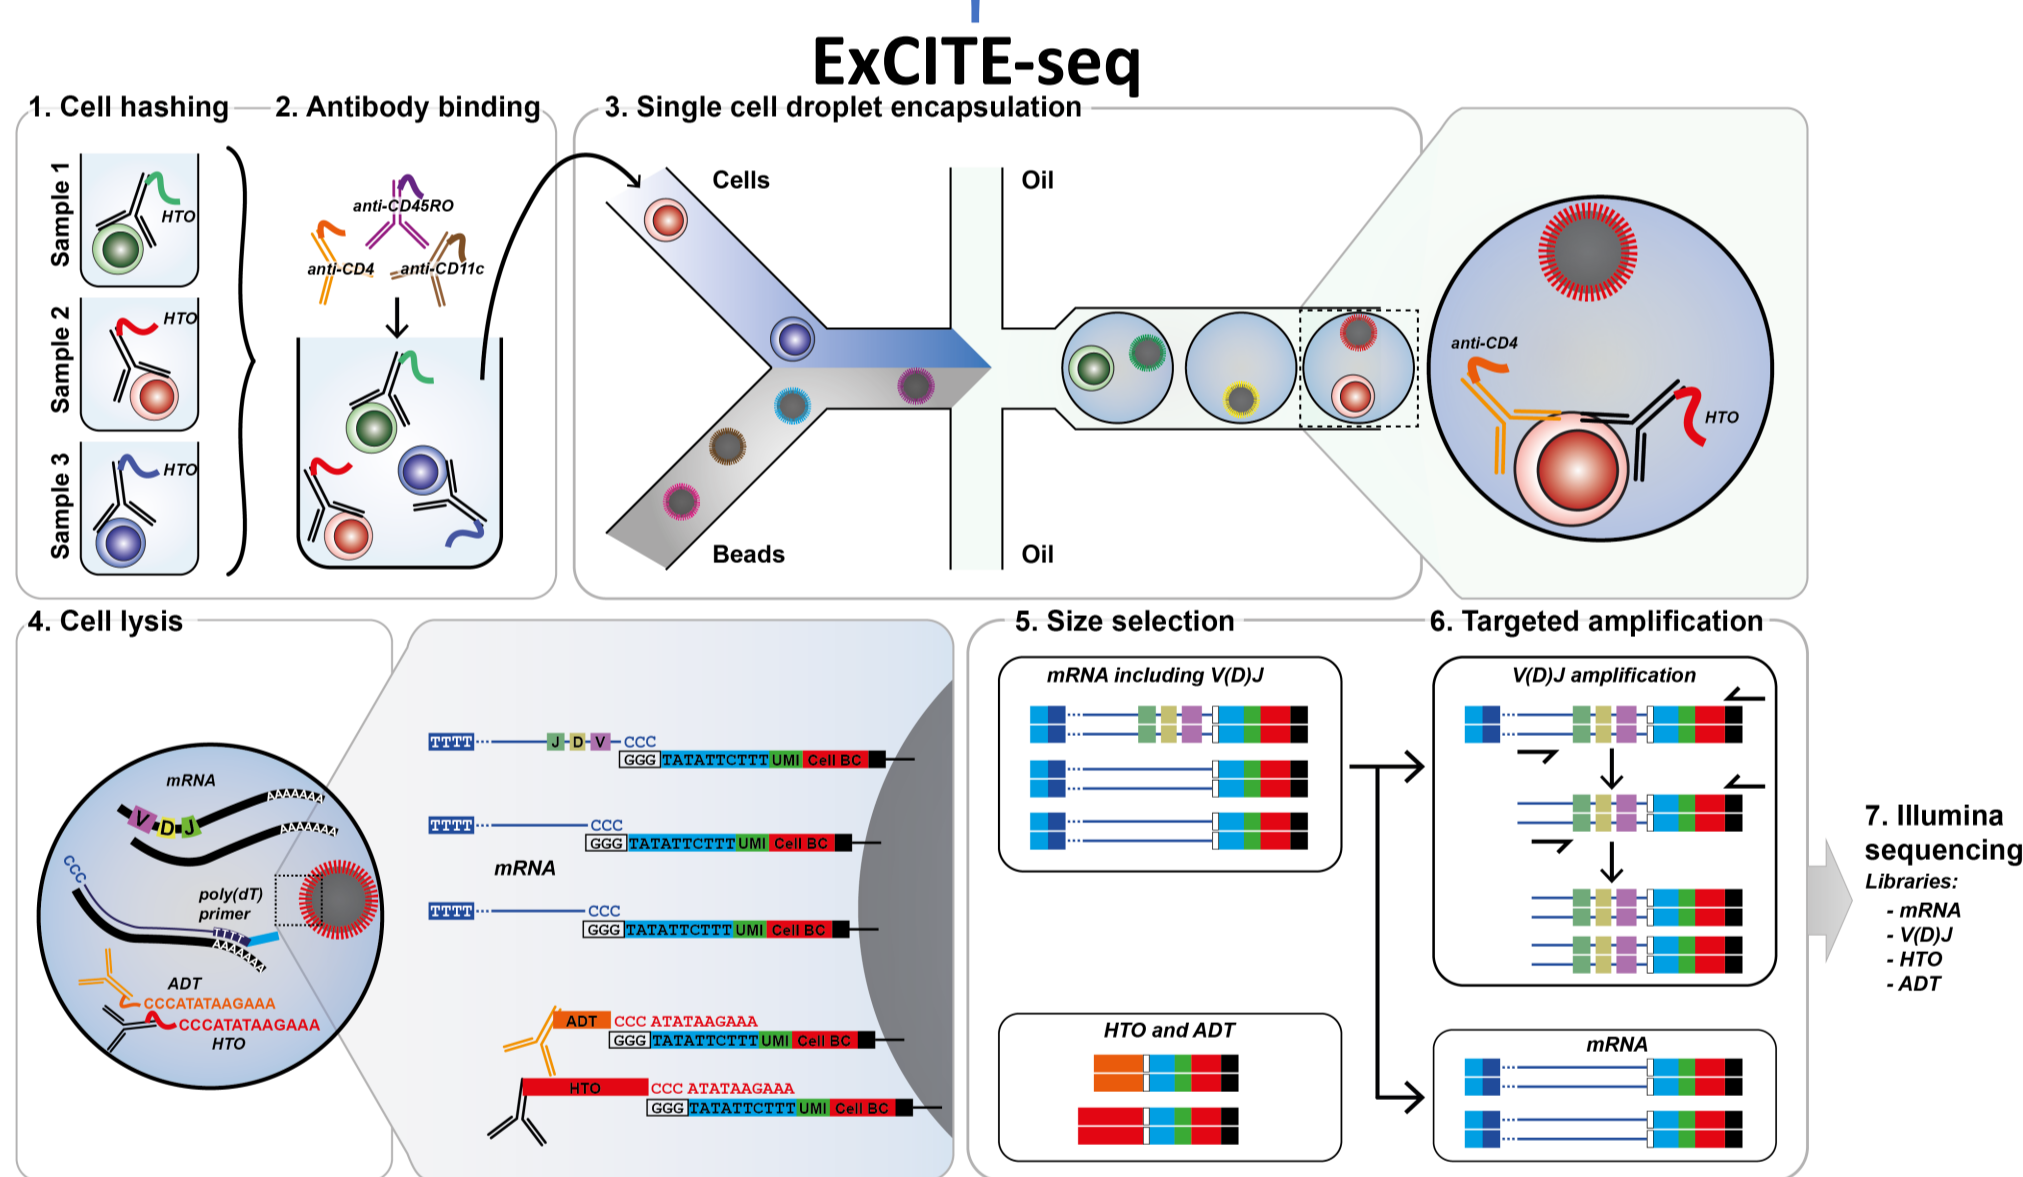 ExCITE-seq
1. Cell hashing
2. Antibody binding
3. Single cell droplet encapsulation
Sample 1
HTO
Sample 2
HTO
Sample 3
HTO
anti-CD45RO
anti-CD4
anti-CD11c
Cells
Oil
Beads
Oil
anti-CD4
HTO
4. Cell lysis
mRNA
V D J
AAAAAAA
AAAAAAA
CCC
poly(dT)
primer
TTTT
AAAAAA
ADT
CCCATATAAGAAA
CCCATATAAGAAA
HTO
TTTT J D V CCC
GGG TATATTCTTT UMI Cell BC
TTTT CCC
GGG TATATTCTTT UMI Cell BC
mRNA
TTTT CCC
GGG TATATTCTTT UMI Cell BC
ADT CCC ATATAAGAAA
GGG TATATTCTTT UMI Cell BC
HTO CCC ATATAAGAAA
GGG TATATTCTTT UMI Cell BC
5. Size selection
mRNA including V(D)J
HTO and ADT
6. Targeted amplification
V(D)J amplification
mRNA
7. Illumina
sequencing
Libraries:
- mRNA
- V(D)J
- HTO
- ADT